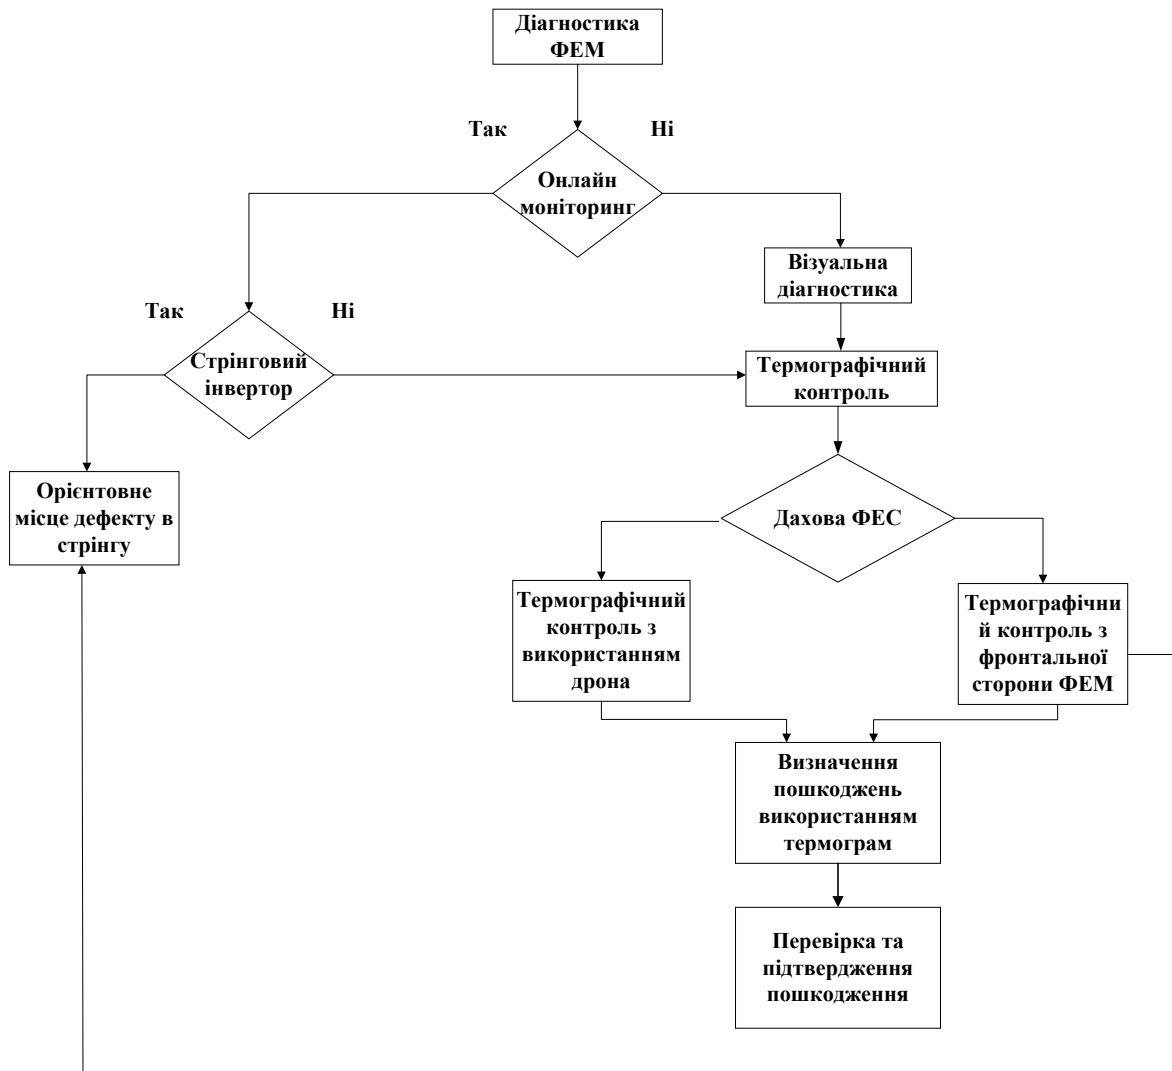 Діагностика
ФЕМ
Так
Ні
Онлайн
моніторинг
Візуальна
діагностика
Так
Ні
Стрінговий
інвертор
Термографічний
контроль
Орієнтовне
місце дефекту в
стрінгу
Дахова ФЕС
Термографічний
контроль з
використанням
дрона
Термографічни
й контроль з
фронтальної
сторони ФЕМ
Визначення
пошкоджень
використанням
термограм
Перевірка та
підтвердження
пошкодження